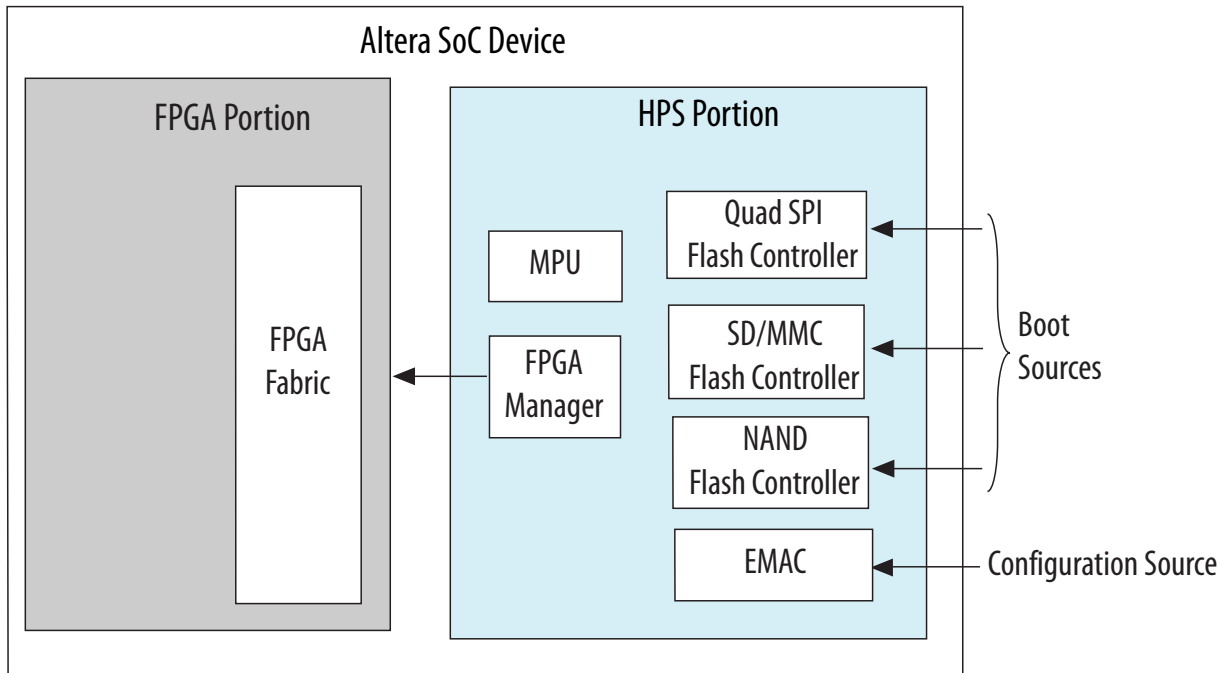 Altera SoC Device
FPGA Portion
HPS Portion
FPGA
Fabric
MPU
FPGA
Manager
Quad SPI
Flash Controller
SD/MMC
Flash Controller
NAND
Flash Controller
EMAC
Boot
Sources
Configuration Source